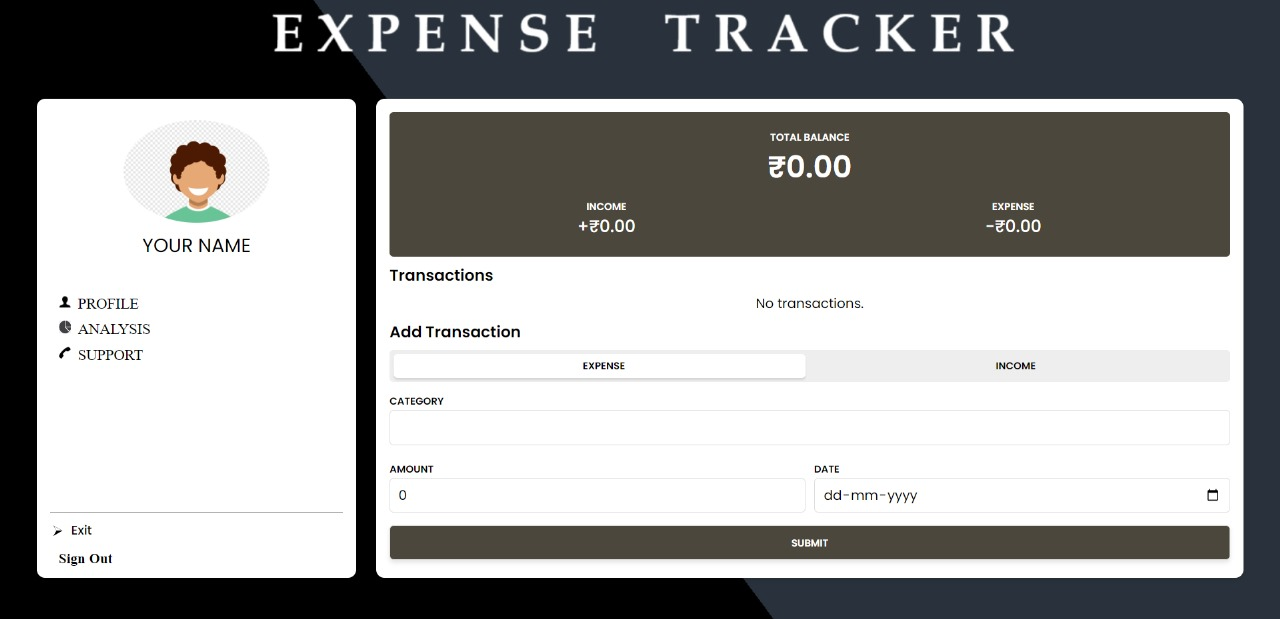 EXPENSE TRACKER
YOUR NAME
PROFILE
ANALYSIS
SUPPORT
Exit
Sign Out
TOTAL BALANCE
₹0.00
INCOME
+₹0.00
EXPENSE
-₹0.00
Transactions
No transactions.
Add Transaction
EXPENSE
INCOME
CATEGORY
AMOUNT
0
DATE
dd-mm-yyyy
SUBMIT